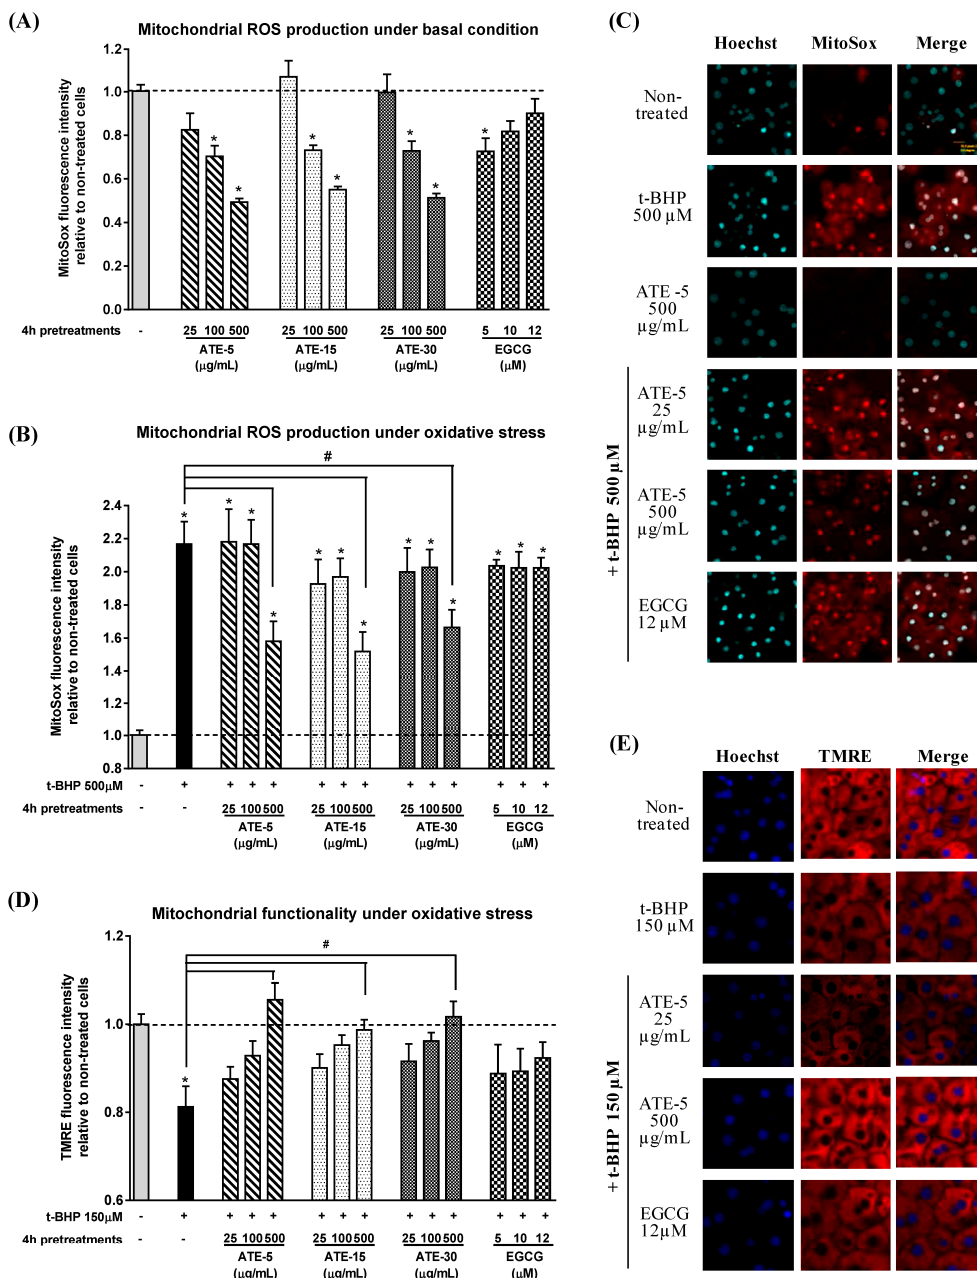 (A)
Mitochondrial ROS production under basal condition
MitoSox fluorescence intensity
relative to non-treated cells
1.2
1.0
0.8
0.6
0.4
0.2
0.0
* * * * * * *
4h pretreatments - 25 100 500 25 100 500 25 100 500 5 10 12
ATE-5 ATE-15 ATE-30 EGCG
(µg/mL) (µg/mL) (µg/mL) (µM)
(B)
Mitochondrial ROS production under oxidative stress
MitoSox fluorescence intensity
relative to non-treated cells
#
2.4
2.2
2.0
1.8
1.6
1.4
1.2
1.0
0.8
* * * * * * * * * * * * *
t-BHP 500µM - + + + + + + + + + + + + +
4h pretreatments - - 25 100 500 25 100 500 25 100 500 5 10 12
ATE-5 ATE-15 ATE-30 EGCG
(µg/mL) (µg/mL) (µg/mL) (µM)
(D)
Mitochondrial functionality under oxidative stress
TMRE fluorescence intensity
relative to non-treated cells
#
1.2
1.0
0.8
0.6
*
t-BHP 150µM - + + + + + + + + + + + + +
4h pretreatments - - 25 100 500 25 100 500 25 100 500 5 10 12
ATE-5 ATE-15 ATE-30 EGCG
(µg/mL) (µg/mL) (µg/mL) (µM)
(C)
Hoechst MitoSox Merge
Non-
treated
t-BHP
500 µM
ATE -5
500
µg/mL
+ t-BHP 500 µM
ATE-5
25
µg/mL
ATE-5
500
µg/mL
EGCG
12 µM
(E)
Hoechst TMRE Merge
Non-
treated
t-BHP
150 µM
+ t-BHP 150 µM
ATE-5
25
µg/mL
ATE-5
500
µg/mL
EGCG
12µM